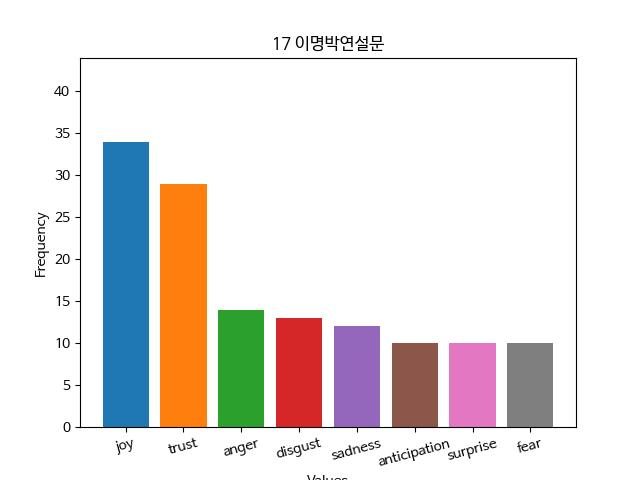 17 이명박연설문
Frequency
40
35
30
25
20
15
10
5
0
joy trust anger disgust sadness anticipation surprise fear
Values